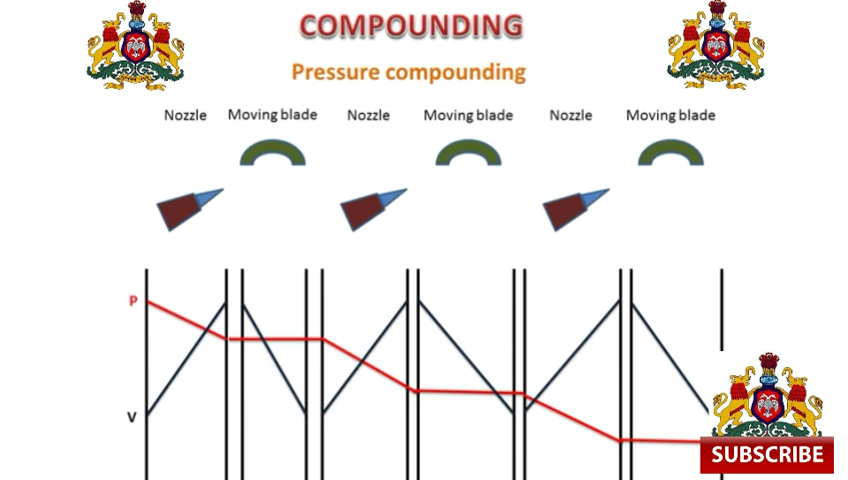 COMPOUNDING
Pressure compounding
Nozzle Moving blade Nozzle Moving blade Nozzle Moving blade
P
V
SUBSCRIBE